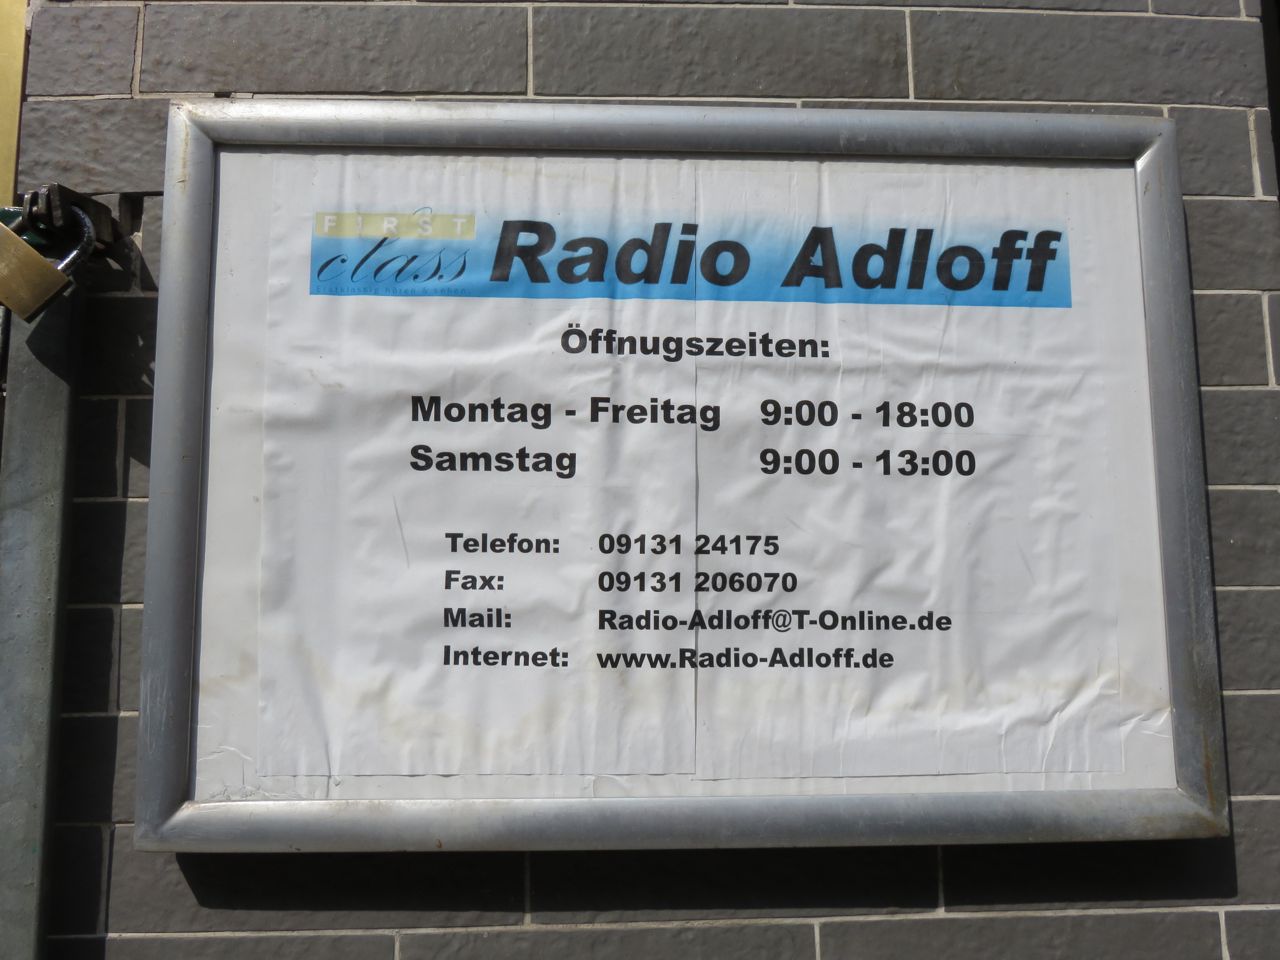 FIRST
class
Erstklassig hören & sehen.
Radio Adloff
Öffnugszeiten:
Montag - Freitag 9:00 - 18:00
Samstag 9:00 - 13:00
Telefon: 09131 24175
Fax: 09131 206070
Mail: Radio-Adloff@T-Online.de
Internet: www.Radio-Adloff.de